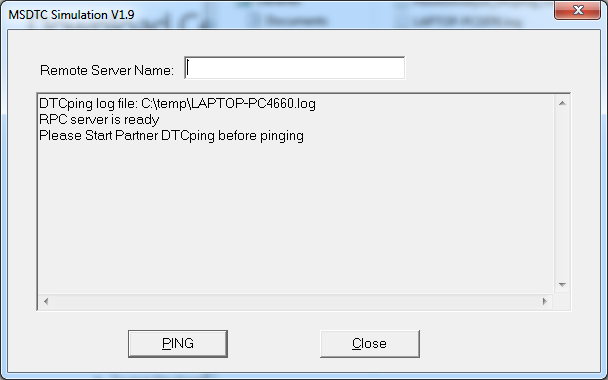 MSDTC Simulation V1.9
Documents
Remote Server Name:
DTCping log file: C:\temp\LAPTOP-PC4660.log
RPC server is ready
Please Start Partner DTCping before pinging
PING
Close